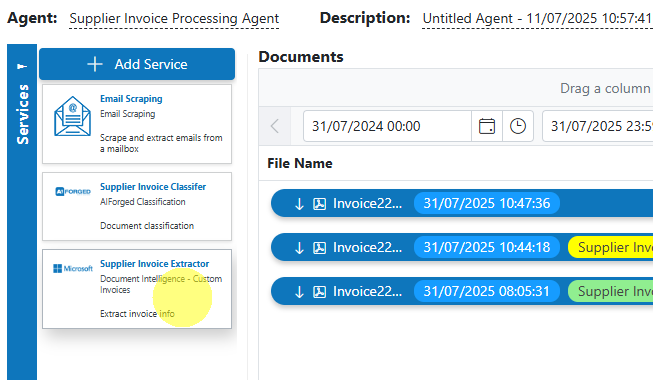 Agent: Supplier Invoice Processing Agent Description: Untitled Agent - 11/07/2025 10:57:41
Services
Add Service
Email Scraping
Email Scraping
Scrape and extract emails from
a mailbox
AIFORGED
Supplier Invoice Classifer
AIForged Classification
Document classification
Microsoft
Supplier Invoice Extractor
Document Intelligence - Custom
Invoices
Extract invoice info
Documents
Drag a column
31/07/2024 00:00 31/07/2025 23:59
File Name
Invoice22... 31/07/2025 10:47:36
Invoice22... 31/07/2025 10:44:18 Supplier Invo
Invoice22... 31/07/2025 08:05:31 Supplier Invo